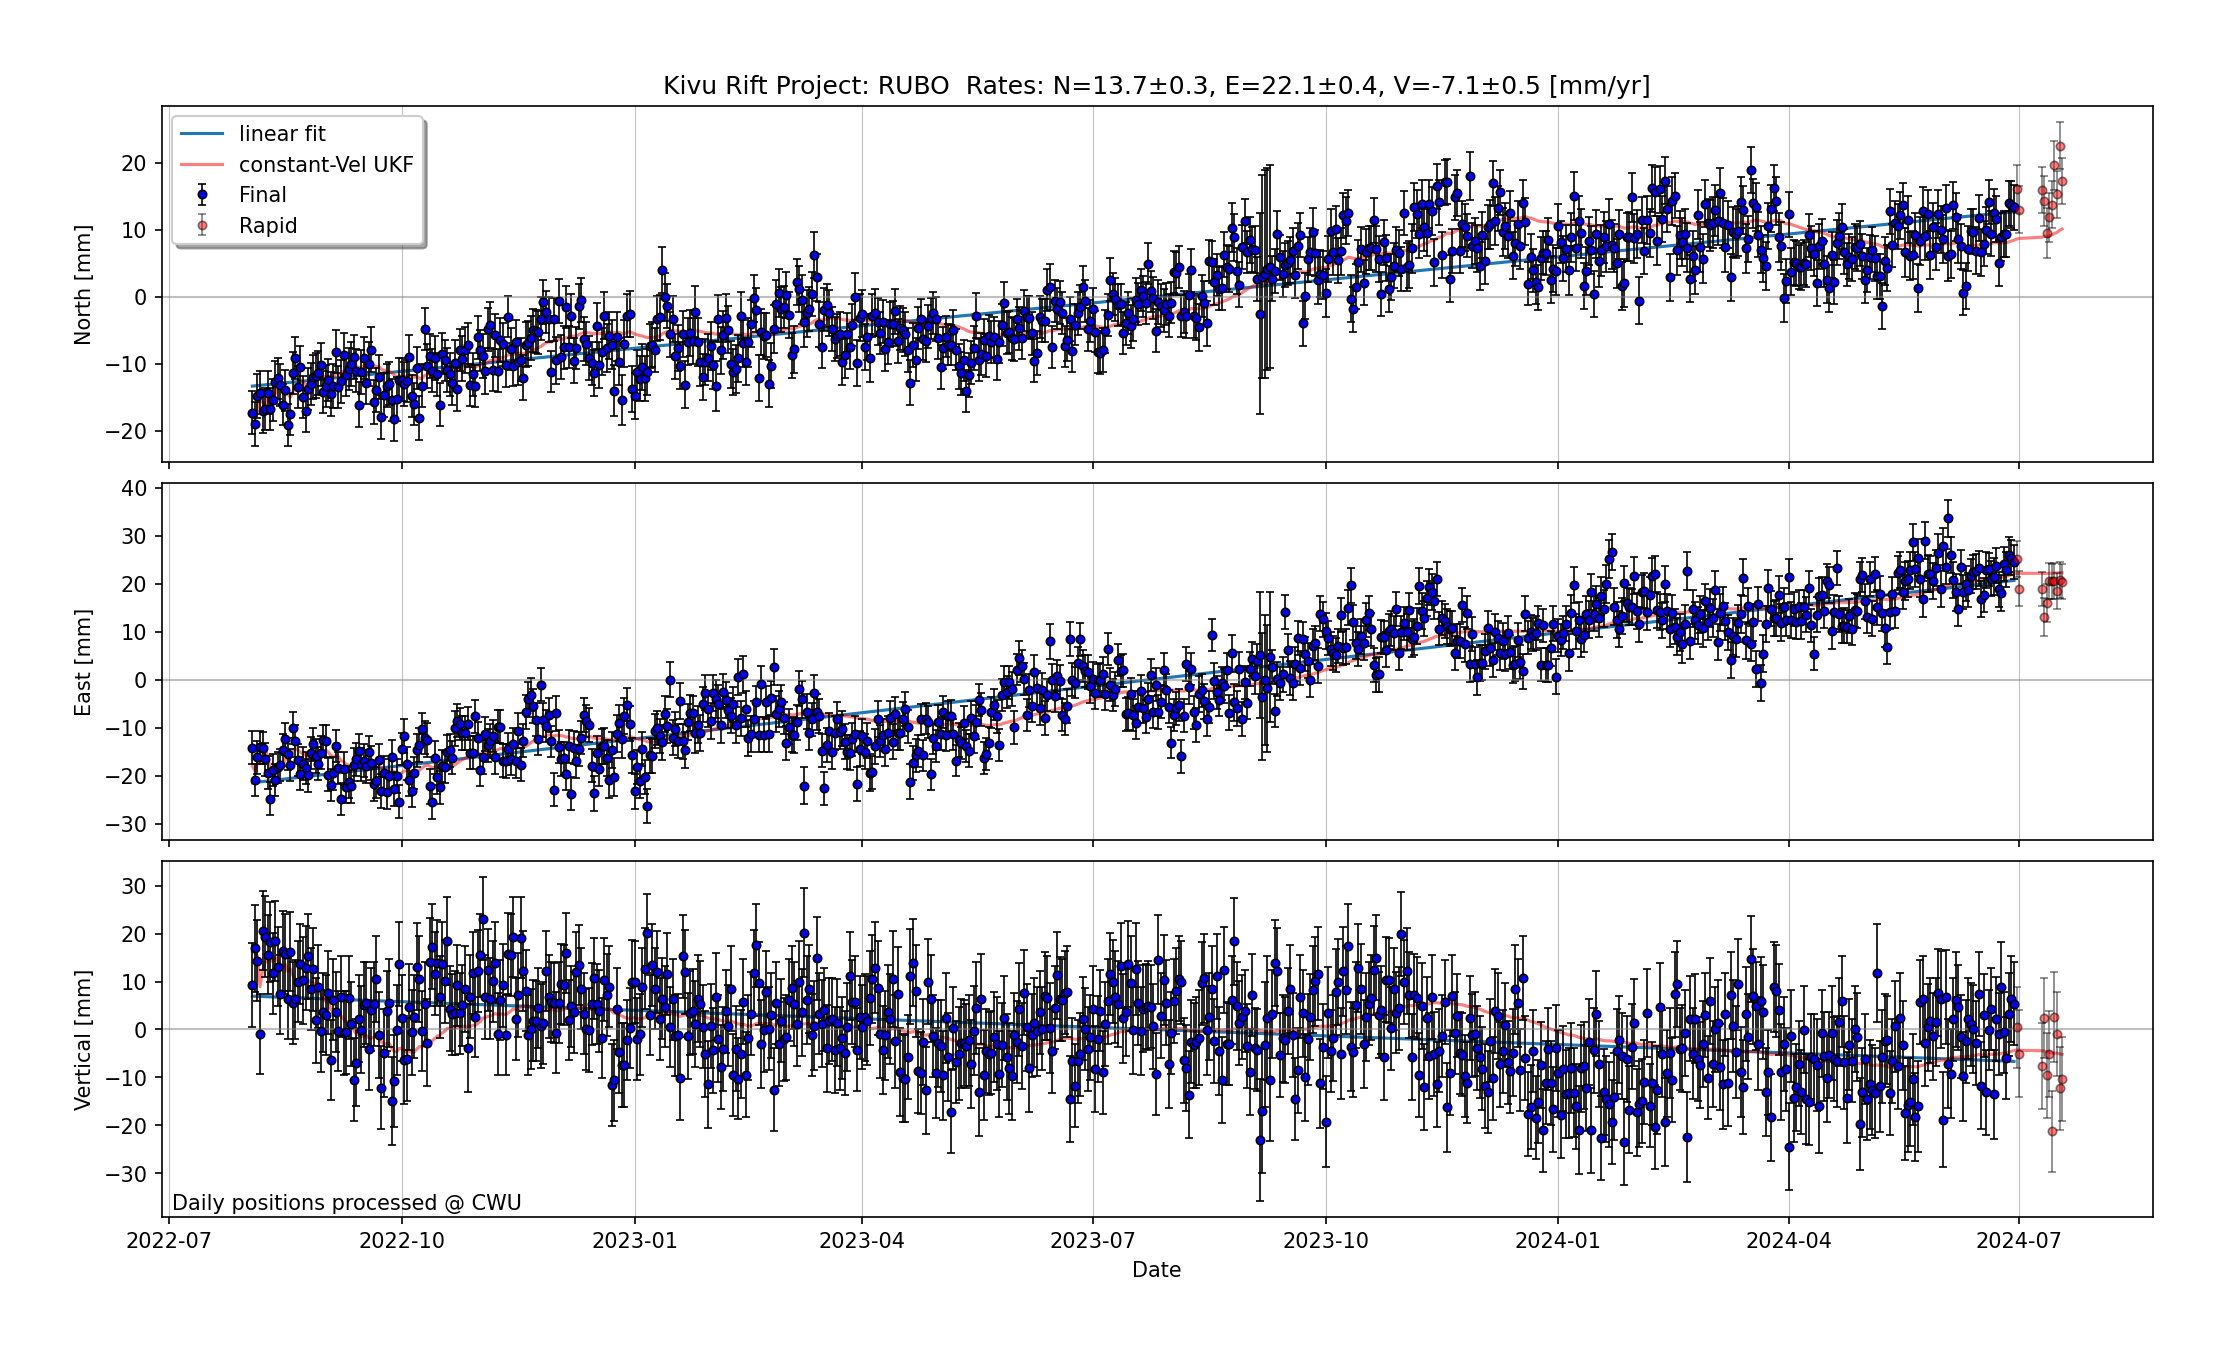 Kivu Rift Project: RUBO  Rates: N=13.7±0.3, E=22.1±0.4, V=-7.1±0.5 [mm/yr]
linear fit
constant-Vel UKF
Final
Rapid
North [mm]
20
10
0
−10
−20
East [mm]
40
30
20
10
0
−10
−20
−30
Vertical [mm]
30
20
10
0
−10
−20
−30
Daily positions processed @ CWU
2022-07 2022-10 2023-01 2023-04 2023-07 2023-10 2024-01 2024-04 2024-07
Date